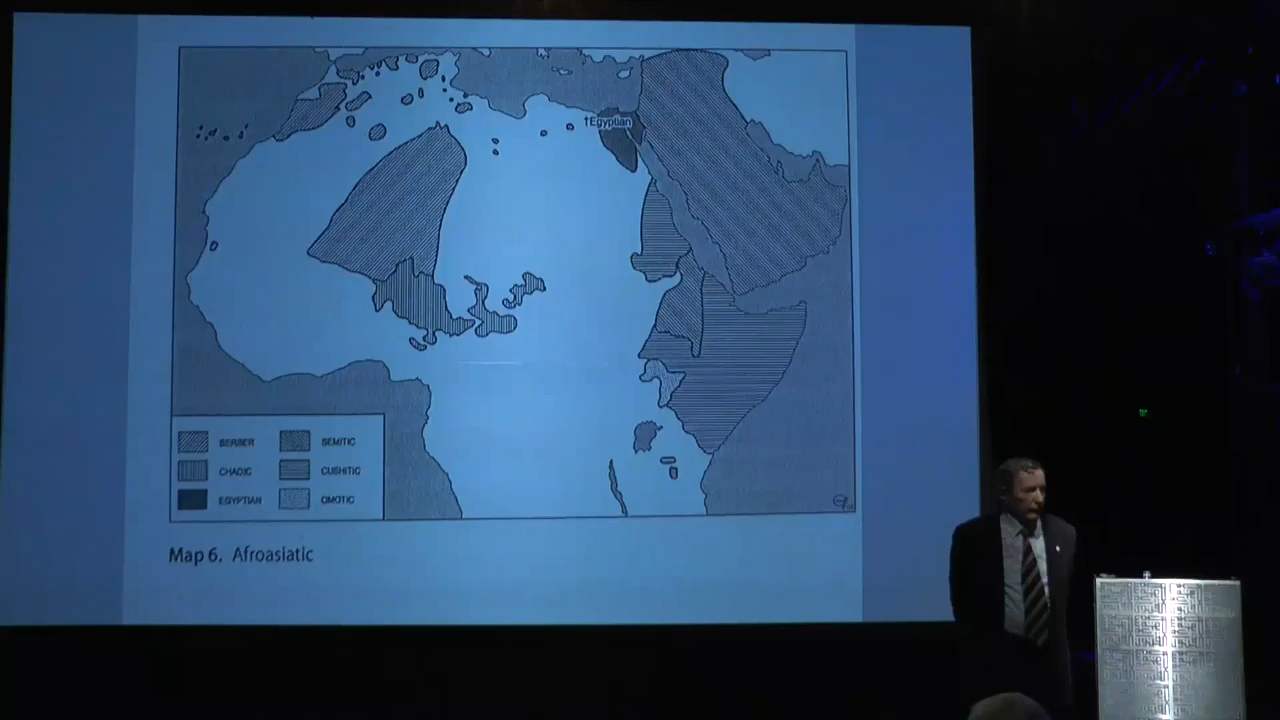 †Egyptian
BERBER SEMITIC
CHADIC CUSHITIC
EGYPTIAN OMOTIC
Map 6. Afroasiatic